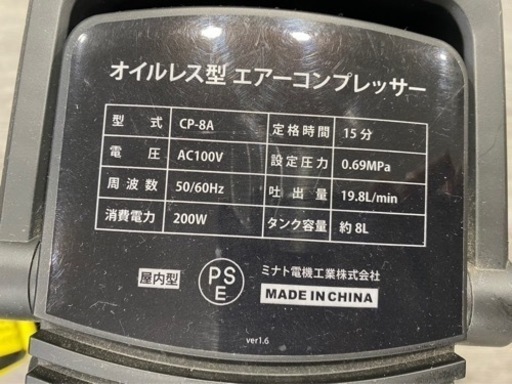 オイルレス型 エアーコンプレッサー
型式 CP-8A 定格時間 15分
電圧 AC100V 設定圧力 0.69MPa
周波数 50/60Hz 吐出量 19.8L/min
消費電力 200W タンク容量 約8L
屋内型 PSE ミナト電機工業株式会社
MADE IN CHINA
ver1.6